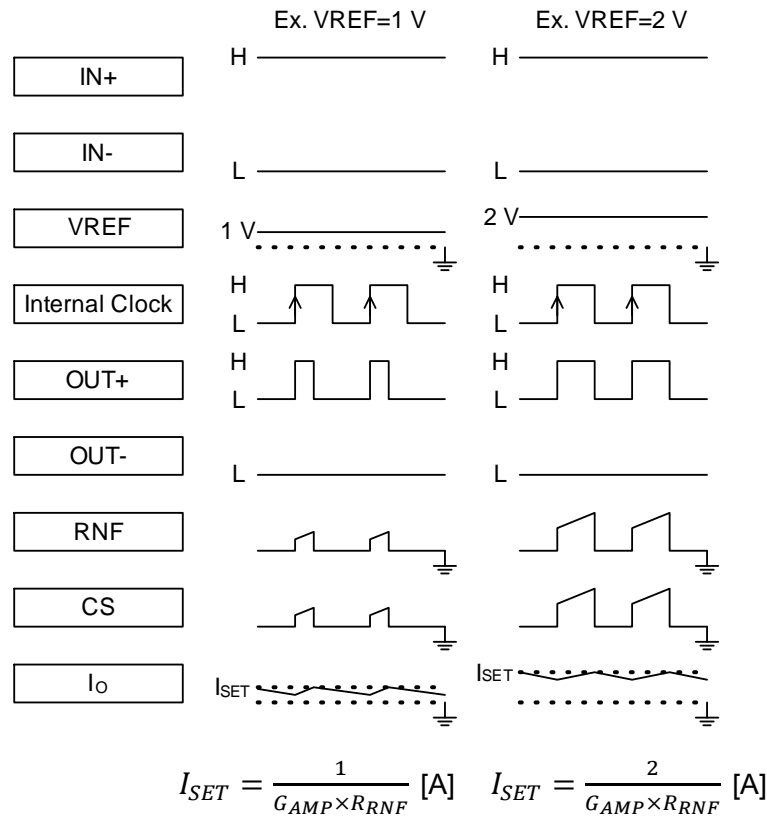 Ex. VREF=1 V Ex. VREF=2 V
IN+ H H
IN- L L
VREF 1 V 2 V
Internal Clock H L H L
OUT+ H L H L
OUT- L L
RNF
CS
IO ISET ISET
ISET = 1 / GAMP×RRNF [A] ISET = 2 / GAMP×RRNF [A]